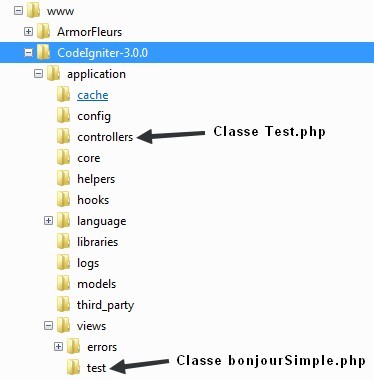 www
ArmorFleurs
CodeIgniter-3.0.0
application
cache
config
controllers Classe Test.php
core
helpers
hooks
language
libraries
logs
models
third_party
views
errors
test Classe bonjourSimple.php